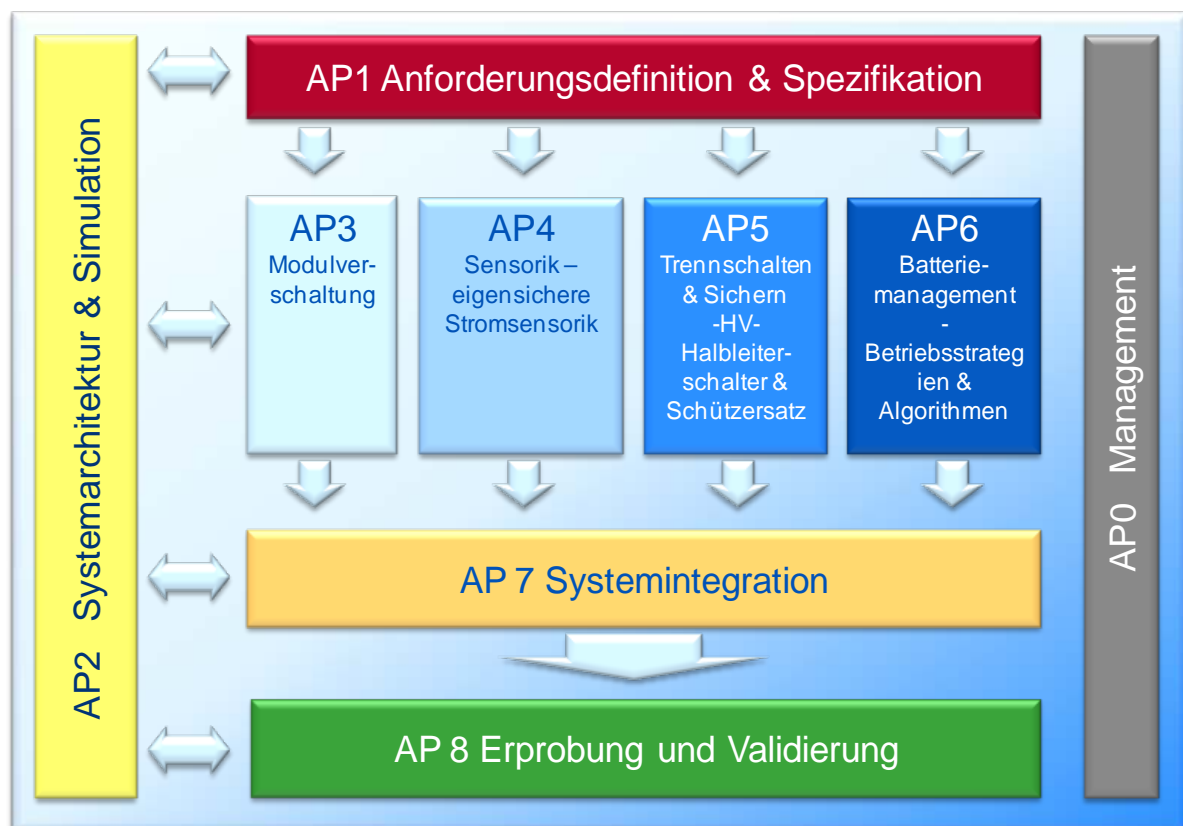 AP2 Systemarchitektur & Simulation
AP1 Anforderungsdefinition & Spezifikation
AP3
Modulver-
schaltung
AP4
Sensorik –
eigensichere
Stromsensorik
AP5
Trennschalten
& Sichern
-HV-
Halbleiter-
schalter &
Schützersatz
AP6
Batterie-
management
-
Betriebsstrateg
ien &
Algorithmen
AP 7 Systemintegration
AP 8 Erprobung und Validierung
AP0 Management